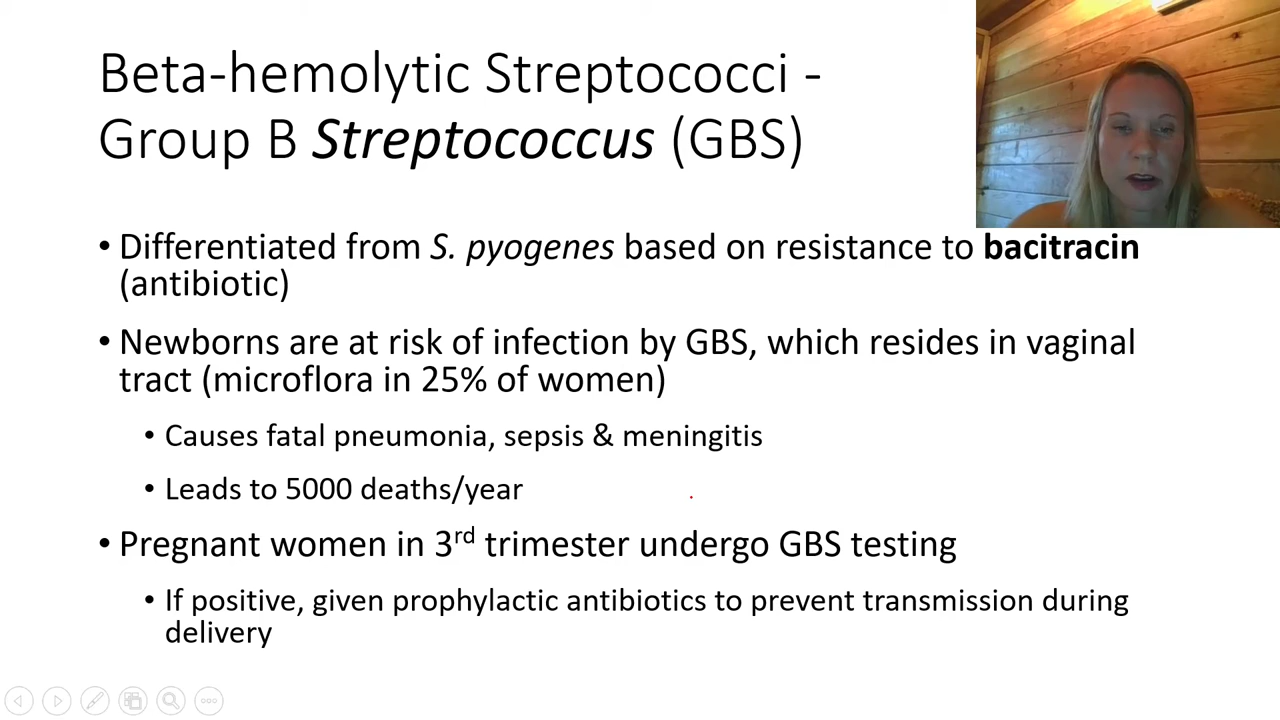 Beta-hemolytic Streptococci -
Group B Streptococcus (GBS)
• Differentiated from S. pyogenes based on resistance to bacitracin
(antibiotic)
• Newborns are at risk of infection by GBS, which resides in vaginal
tract (microflora in 25% of women)
• Causes fatal pneumonia, sepsis & meningitis
• Leads to 5000 deaths/year
• Pregnant women in 3rd trimester undergo GBS testing
• If positive, given prophylactic antibiotics to prevent transmission during
delivery